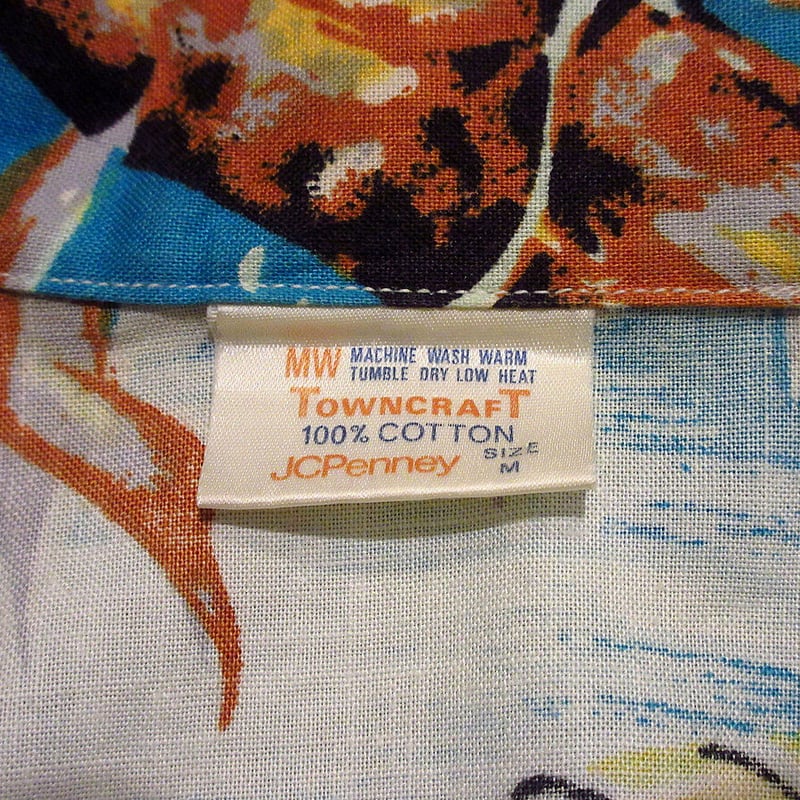 MW MACHINE WASH WARM
TUMBLE DRY LOW HEAT
TOWNCRAFT
100% COTTON
JCPenney SIZE
M